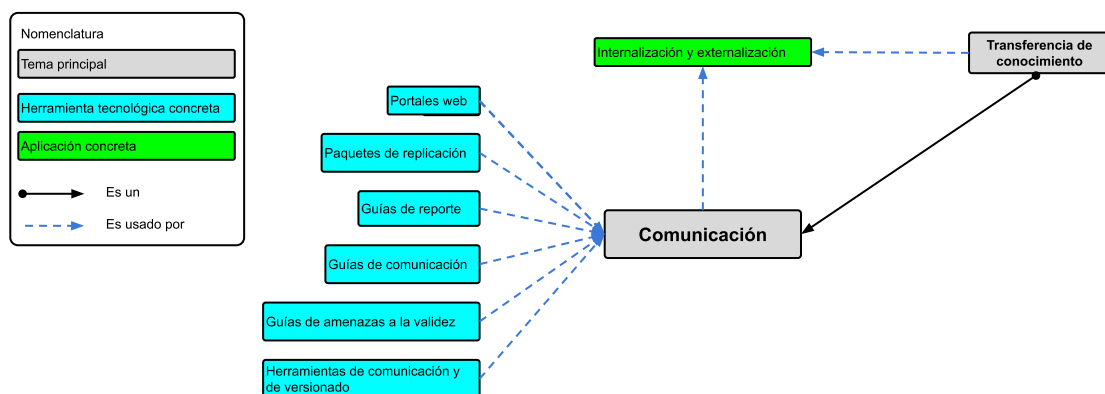 Nomenclatura
Tema principal
Herramienta tecnológica concreta
Aplicación concreta
Es un
Es usado por
Internalización y externalización
Transferencia de
conocimiento
Portales web
Paquetes de replicación
Guías de reporte
Comunicación
Guías de comunicación
Guías de amenazas a la validez
Herramientas de comunicación y
de versionado